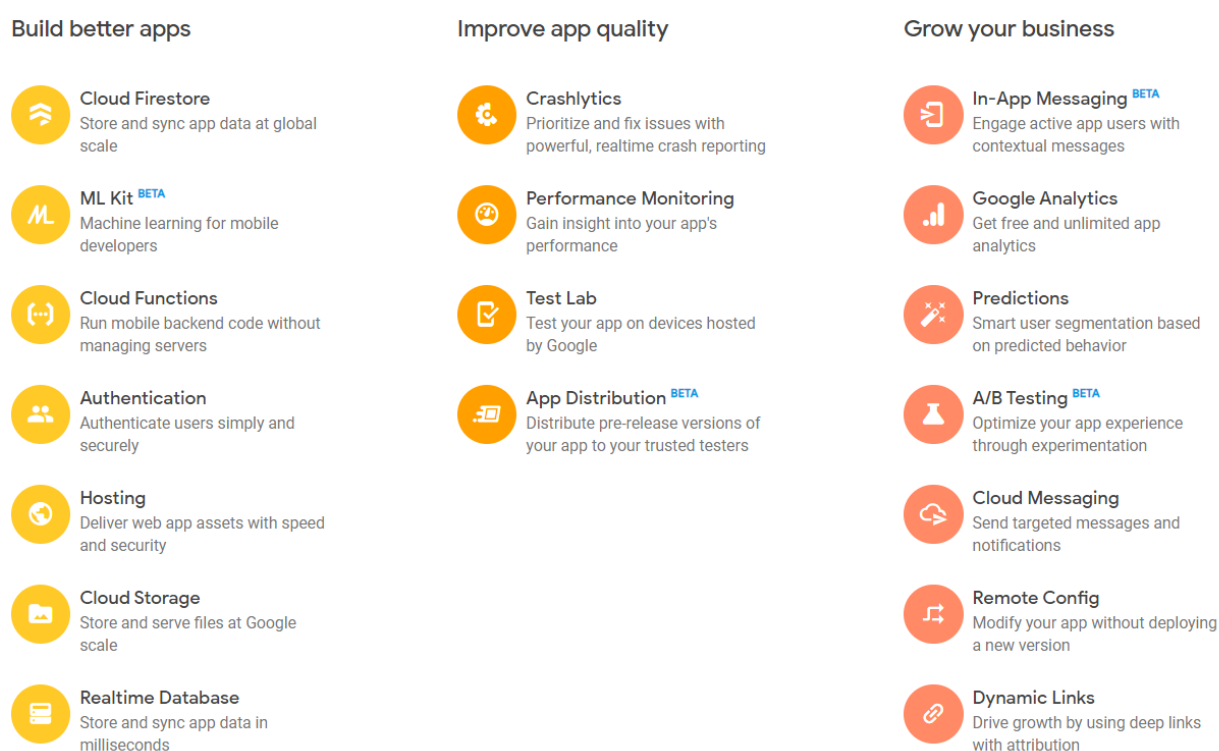 Build better apps
Cloud Firestore
Store and sync app data at global
scale
ML Kit BETA
Machine learning for mobile
developers
Cloud Functions
Run mobile backend code without
managing servers
Authentication
Authenticate users simply and
securely
Hosting
Deliver web app assets with speed
and security
Cloud Storage
Store and serve files at Google
scale
Realtime Database
Store and sync app data in
milliseconds
Improve app quality
Crashlytics
Prioritize and fix issues with
powerful, realtime crash reporting
Performance Monitoring
Gain insight into your app's
performance
Test Lab
Test your app on devices hosted
by Google
App Distribution BETA
Distribute pre-release versions of
your app to your trusted testers
Grow your business
In-App Messaging BETA
Engage active app users with
contextual messages
Google Analytics
Get free and unlimited app
analytics
Predictions
Smart user segmentation based
on predicted behavior
A/B Testing BETA
Optimize your app experience
through experimentation
Cloud Messaging
Send targeted messages and
notifications
Remote Config
Modify your app without deploying
a new version
Dynamic Links
Drive growth by using deep links
with attribution